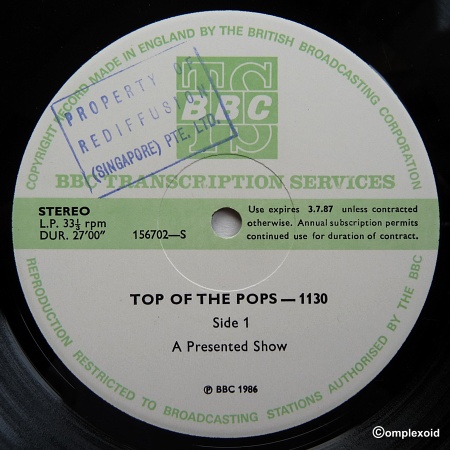 COPYRIGHT RECORD MADE IN ENGLAND BY THE BRITISH BROADCASTING CORPORATION
TS
BBC
PROPERTY OF
REDIFFUSION
(SINGAPORE) PTE. LTD.
BBC TRANSCRIPTION SERVICES
STEREO
L.P. 33⅓ rpm
DUR. 27'00" 156702—S
Use expires 3.7.87 unless contracted
otherwise. Annual subscription permits
continued use for duration of contract.
TOP OF THE POPS — 1130
Side 1
A Presented Show
℗ BBC 1986
REPRODUCTION RESTRICTED TO BROADCASTING STATIONS AUTHORISED BY THE BBC
©omplexoid